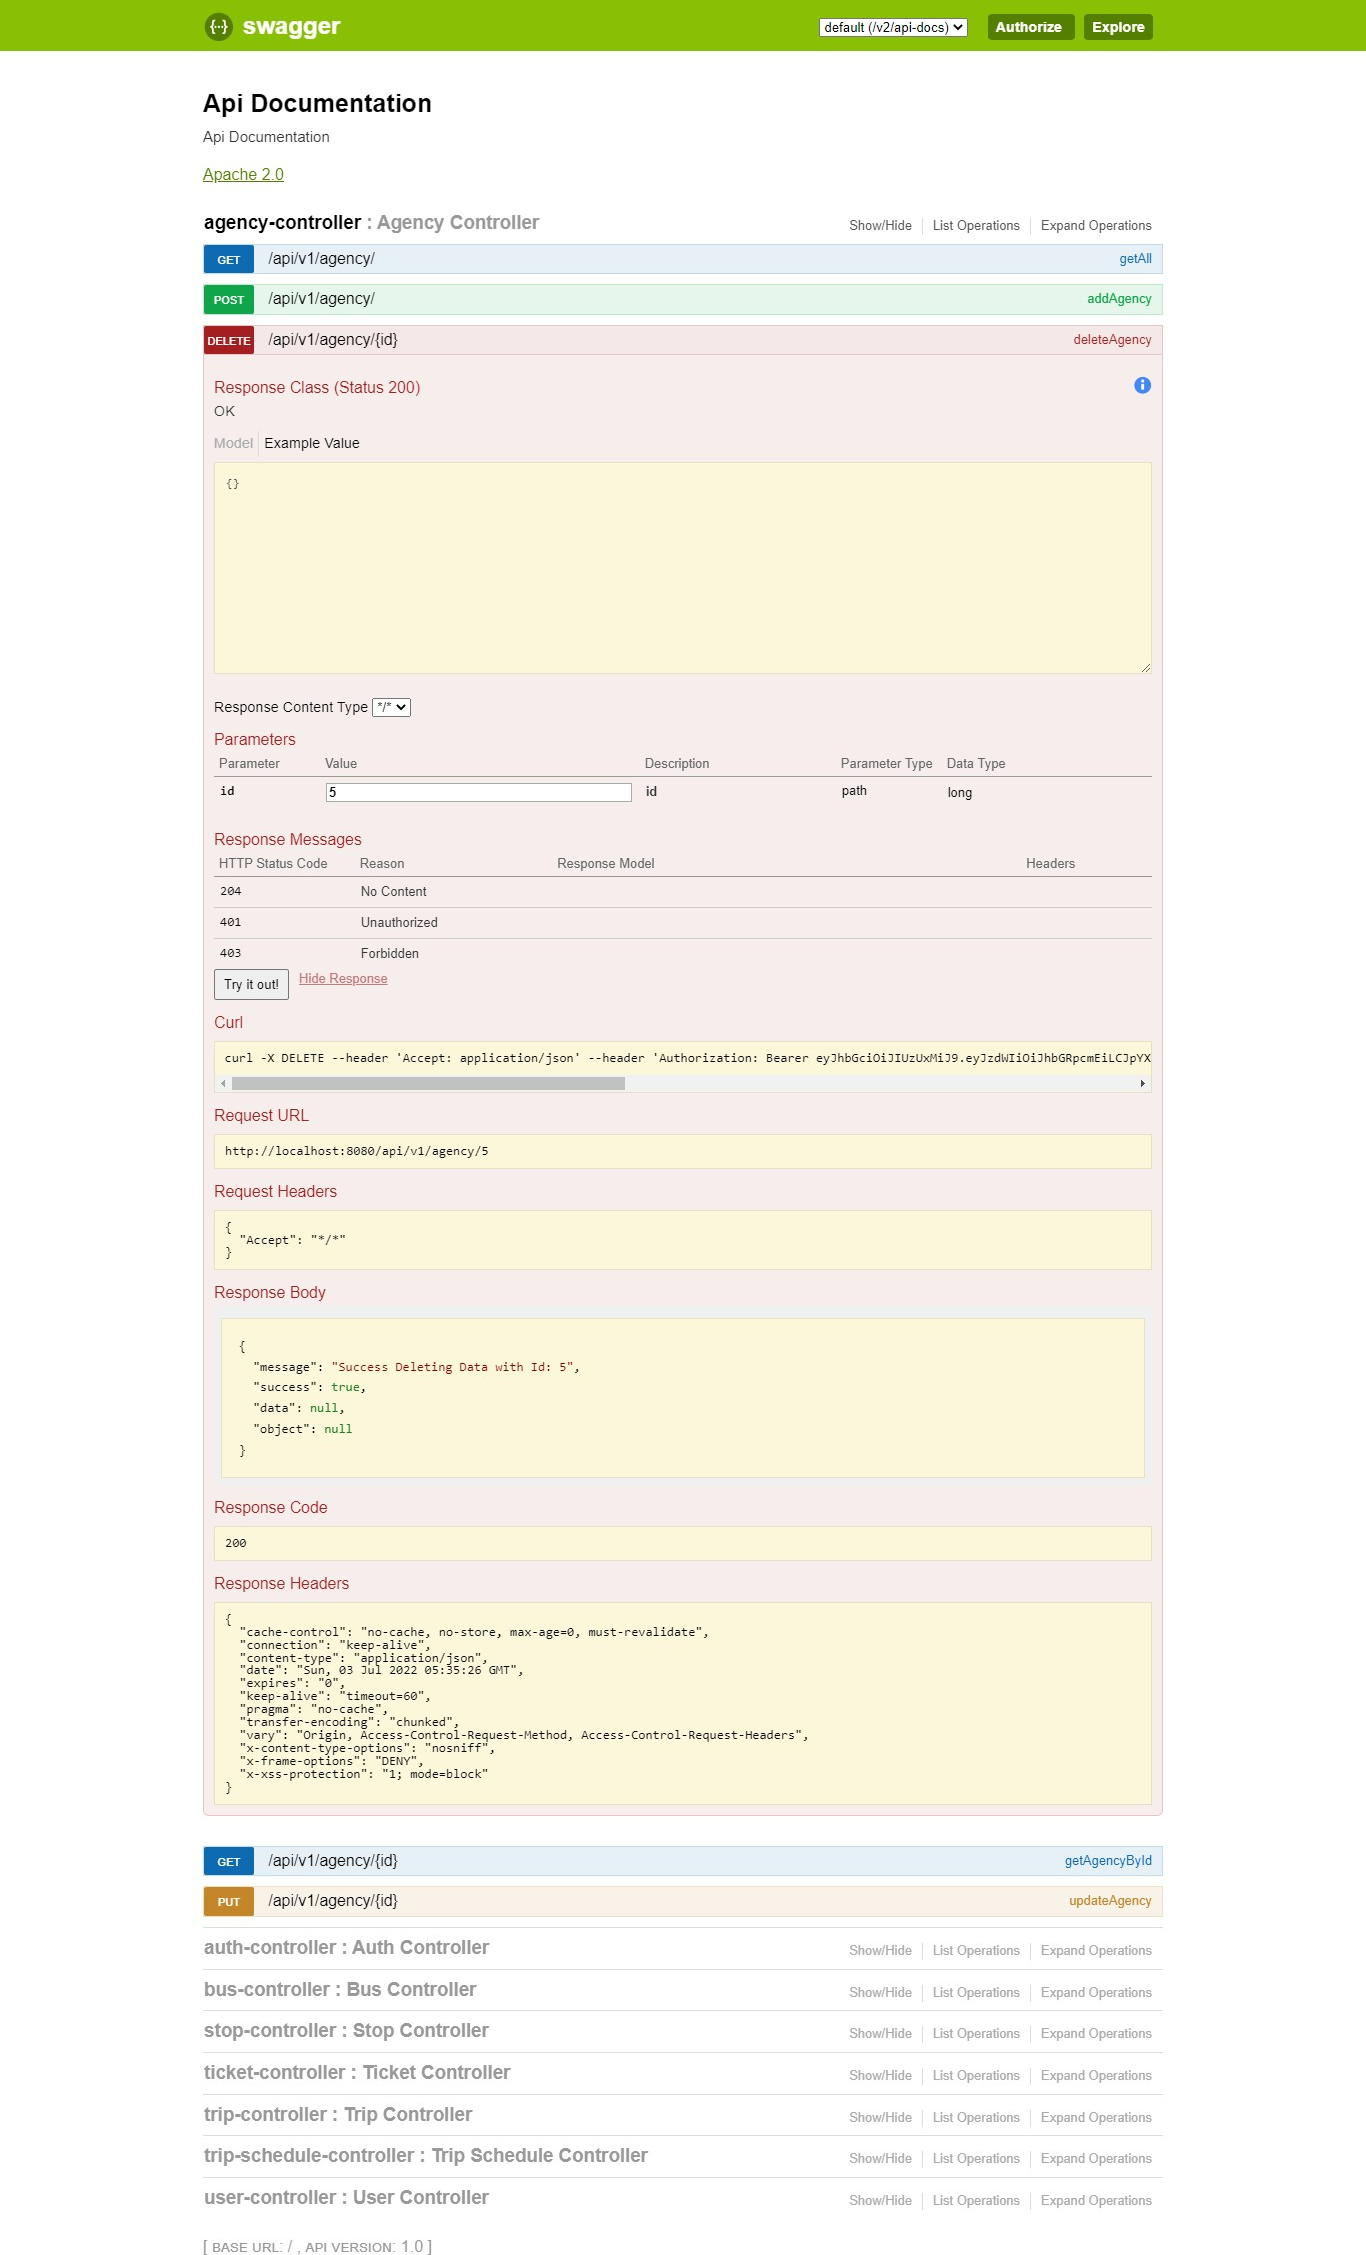 swagger
default (/v2/api-docs)
Authorize
Explore
Api Documentation
Api Documentation
Apache 2.0
agency-controller : Agency Controller
Show/Hide
List Operations
Expand Operations
GET /api/v1/agency/ getAll
POST /api/v1/agency/ addAgency
DELETE /api/v1/agency/{id} deleteAgency
Response Class (Status 200)
OK
Model Example Value
{}
Response Content Type */*
Parameters
Parameter Value Description Parameter Type Data Type
id 5 id path long
Response Messages
HTTP Status Code Reason Response Model Headers
204 No Content
401 Unauthorized
403 Forbidden
Try it out! Hide Response
Curl
curl -X DELETE --header 'Accept: application/json' --header 'Authorization: Bearer eyJhbGciOiJIUzUxMiJ9.eyJzdWIiOiJhbGRpcmEiLCJpYX
Request URL
http://localhost:8080/api/v1/agency/5
Request Headers
{
"Accept": "*/*"
}
Response Body
{
"message": "Success Deleting Data with Id: 5",
"success": true,
"data": null,
"object": null
}
Response Code
200
Response Headers
{
"cache-control": "no-cache, no-store, max-age=0, must-revalidate",
"connection": "keep-alive",
"content-type": "application/json",
"date": "Sun, 03 Jul 2022 05:35:26 GMT",
"expires": "0",
"keep-alive": "timeout=60",
"pragma": "no-cache",
"transfer-encoding": "chunked",
"vary": "Origin, Access-Control-Request-Method, Access-Control-Request-Headers",
"x-content-type-options": "nosniff",
"x-frame-options": "DENY",
"x-xss-protection": "1; mode=block"
}
GET /api/v1/agency/{id} getAgencyById
PUT /api/v1/agency/{id} updateAgency
auth-controller : Auth Controller Show/Hide List Operations Expand Operations
bus-controller : Bus Controller Show/Hide List Operations Expand Operations
stop-controller : Stop Controller Show/Hide List Operations Expand Operations
ticket-controller : Ticket Controller Show/Hide List Operations Expand Operations
trip-controller : Trip Controller Show/Hide List Operations Expand Operations
trip-schedule-controller : Trip Schedule Controller Show/Hide List Operations Expand Operations
user-controller : User Controller Show/Hide List Operations Expand Operations
[ BASE URL: / , API VERSION: 1.0 ]